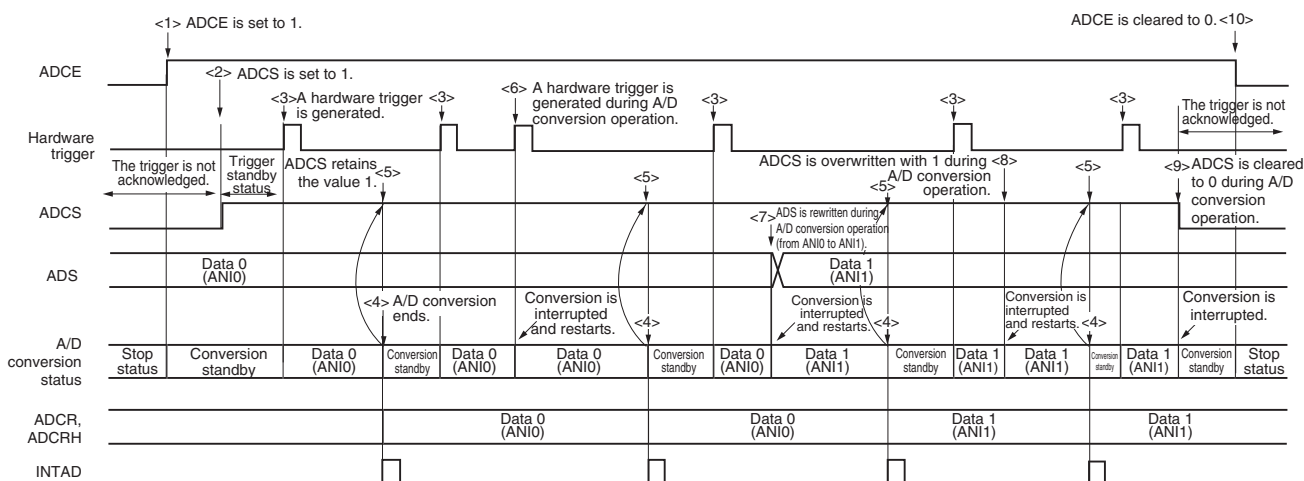 <1> ADCE is set to 1.
ADCE is cleared to 0. <10>
ADCE
<2> ADCS is set to 1.
<3> A hardware trigger
is generated.
<3>
<6> A hardware trigger is
generated during A/D
conversion operation.
<3>
<3>
<3>
The trigger is not
acknowledged.
Hardware
trigger
The trigger is not
acknowledged.
Trigger
standby
status
ADCS retains
the value 1.
<5>
<5>
ADCS is overwritten with 1 during <8>
A/D conversion
operation.
<5>
<5>
<9> ADCS is cleared
to 0 during A/D
conversion
operation.
ADCS
<7> ADS is rewritten during
A/D conversion operation
(from ANI0 to ANI1).
ADS
Data 0
(ANI0)
Data 1
(ANI1)
<4> A/D conversion
ends.
Conversion is
interrupted
and restarts.
<4>
Conversion is
interrupted
and restarts.
<4>
Conversion is
interrupted
and restarts.
<4>
Conversion is
interrupted.
A/D
conversion
status
Stop
status
Conversion
standby
Data 0
(ANI0)
Conversion
standby
Data 0
(ANI0)
Data 0
(ANI0)
Conversion
standby
Data 0
(ANI0)
Data 1
(ANI1)
Conversion
standby
Data 1
(ANI1)
Data 1
(ANI1)
Conversion
standby
Data 1
(ANI1)
Conversion
standby
Stop
status
ADCR,
ADCRH
Data 0
(ANI0)
Data 0
(ANI0)
Data 1
(ANI1)
Data 1
(ANI1)
INTAD